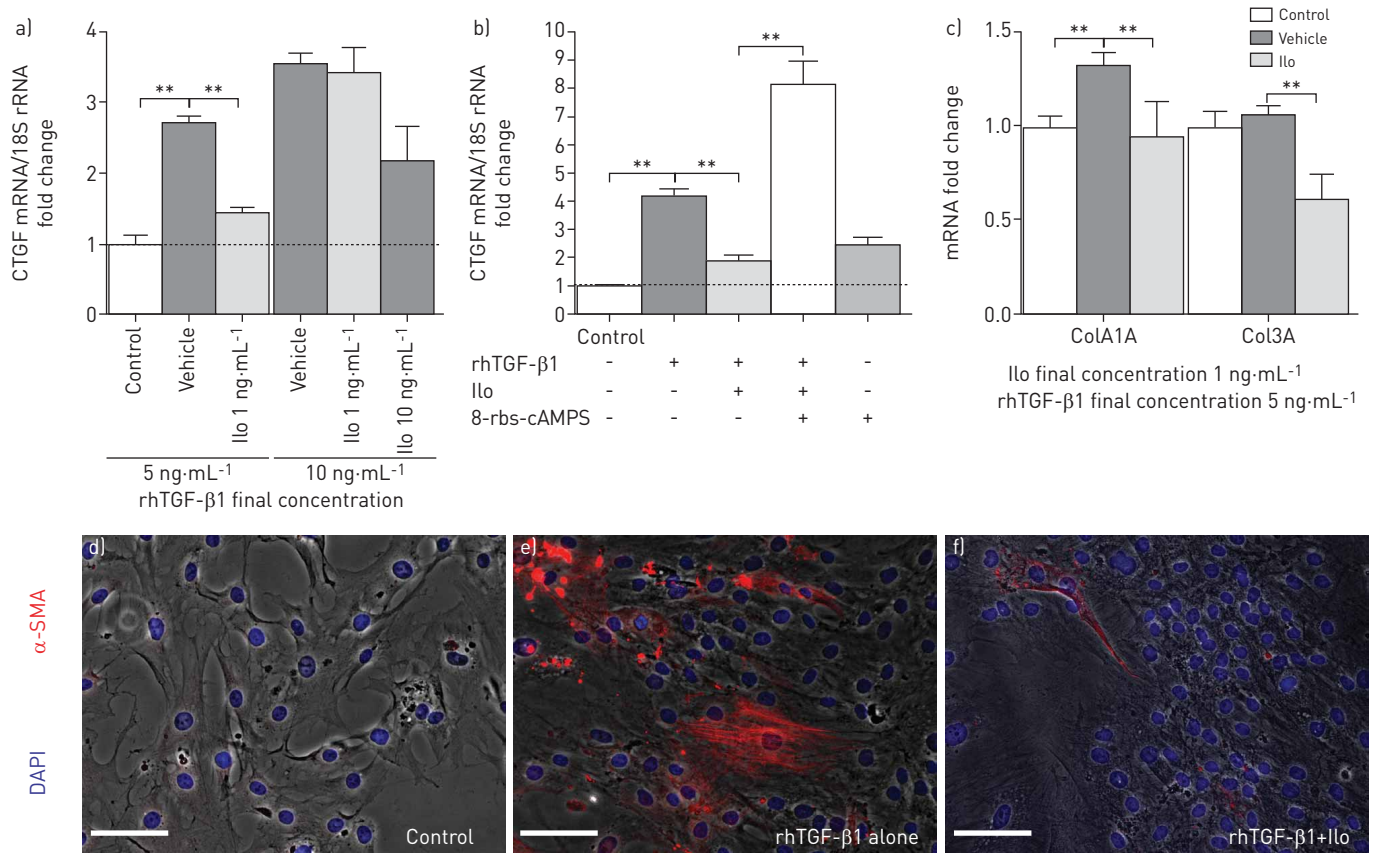 a)
CTGF mRNA/18S rRNA
fold change
4
3
2
1
0
**
**
Control
Vehicle
Ilo 1 ng·mL-1
Vehicle
Ilo 1 ng·mL-1
Ilo 10 ng·mL-1
5 ng·mL-1
10 ng·mL-1
rhTGF-β1 final concentration
b)
CTGF mRNA/18S rRNA
fold change
10
9
8
7
6
5
4
3
2
1
0
**
**
**
Control
rhTGF-β1 - + + + -
Ilo - - + + -
8-rbs-cAMPS - - - + +
c)
mRNA fold change
1.5
1.0
0.5
0.0
Control
Vehicle
Ilo
**
**
**
ColA1A
Col3A
Ilo final concentration 1 ng·mL-1
rhTGF-β1 final concentration 5 ng·mL-1
α-SMA
DAPI
d)
Control
e)
rhTGF-β1 alone
f)
rhTGF-β1+Ilo